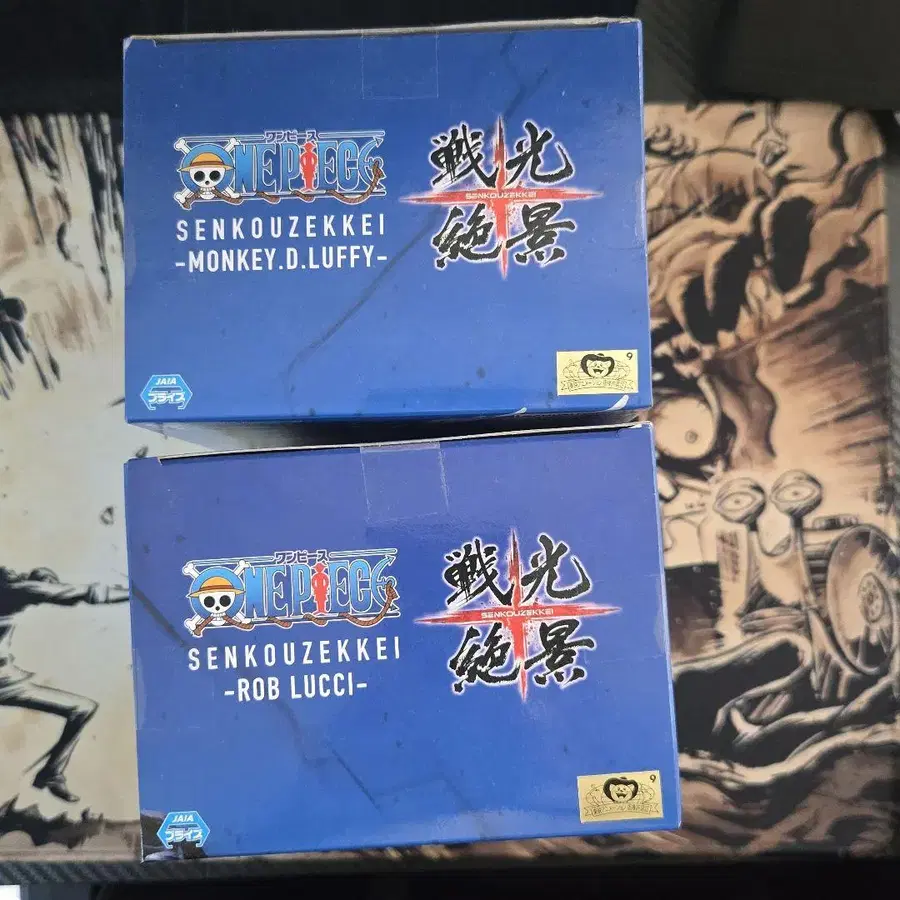 ワンピース
ONE PIECE
SENKOUZEKKEI
-MONKEY.D.LUFFY-
戦光
SENKOUZEKKEI
絶景
9
JAIA
プライズ
ワンピース
ONE PIECE
SENKOUZEKKEI
-ROB LUCCI-
戦光
SENKOUZEKKEI
絶景
9
JAIA
プライズ